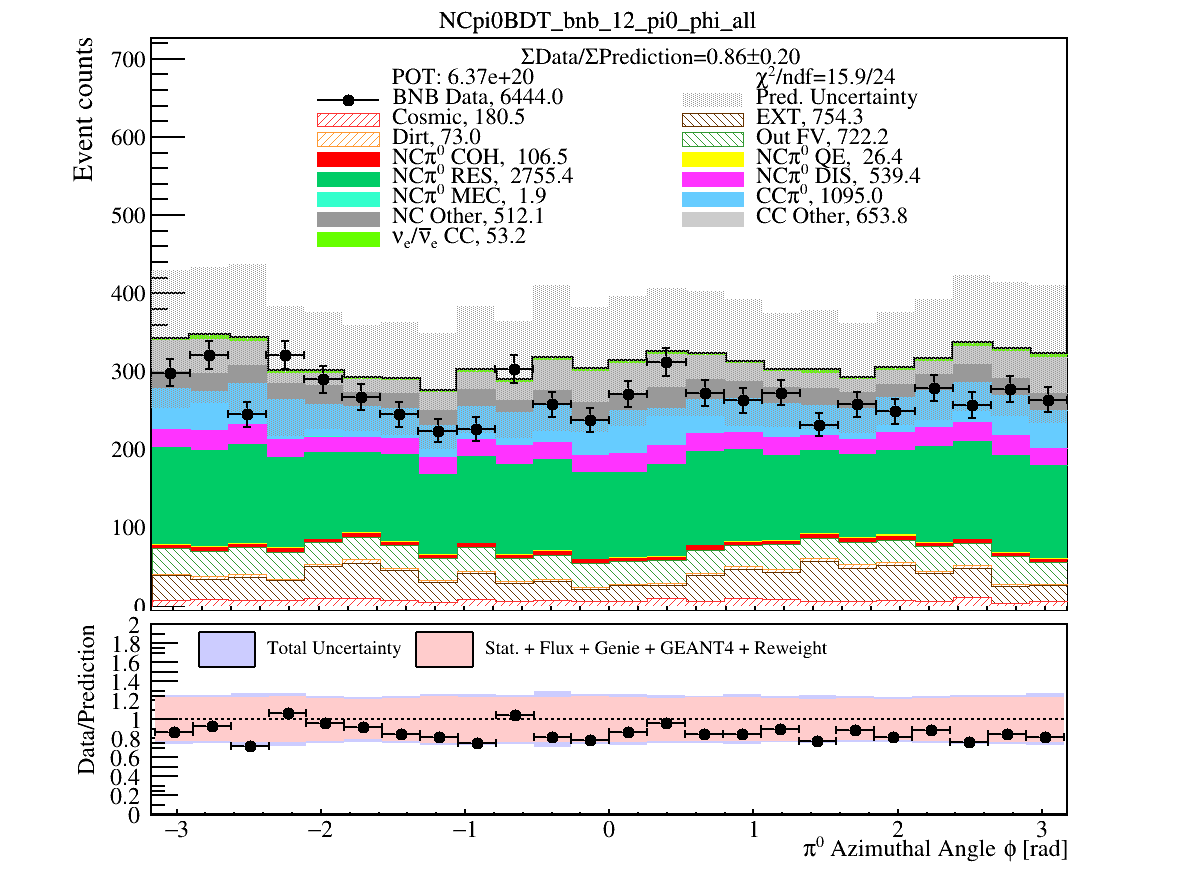 NCpi0BDT_bnb_12_pi0_phi_all
ΣData/ΣPrediction=0.86±0.20
POT: 6.37e+20 χ²/ndf=15.9/24
BNB Data, 6444.0 Pred. Uncertainty
Cosmic, 180.5 EXT, 754.3
Dirt, 73.0 Out FV, 722.2
NCπ⁰ COH, 106.5 NCπ⁰ QE, 26.4
NCπ⁰ RES, 2755.4 NCπ⁰ DIS, 539.4
NCπ⁰ MEC, 1.9 CCπ⁰, 1095.0
NC Other, 512.1 CC Other, 653.8
νₑ/ν̅ₑ CC, 53.2
Event counts
700
600
500
400
300
200
100
0
Total Uncertainty Stat. + Flux + Genie + GEANT4 + Reweight
Data/Prediction
2
1.8
1.6
1.4
1.2
1
0.8
0.6
0.4
0.2
0
−3 −2 −1 0 1 2 3
π⁰ Azimuthal Angle ϕ [rad]